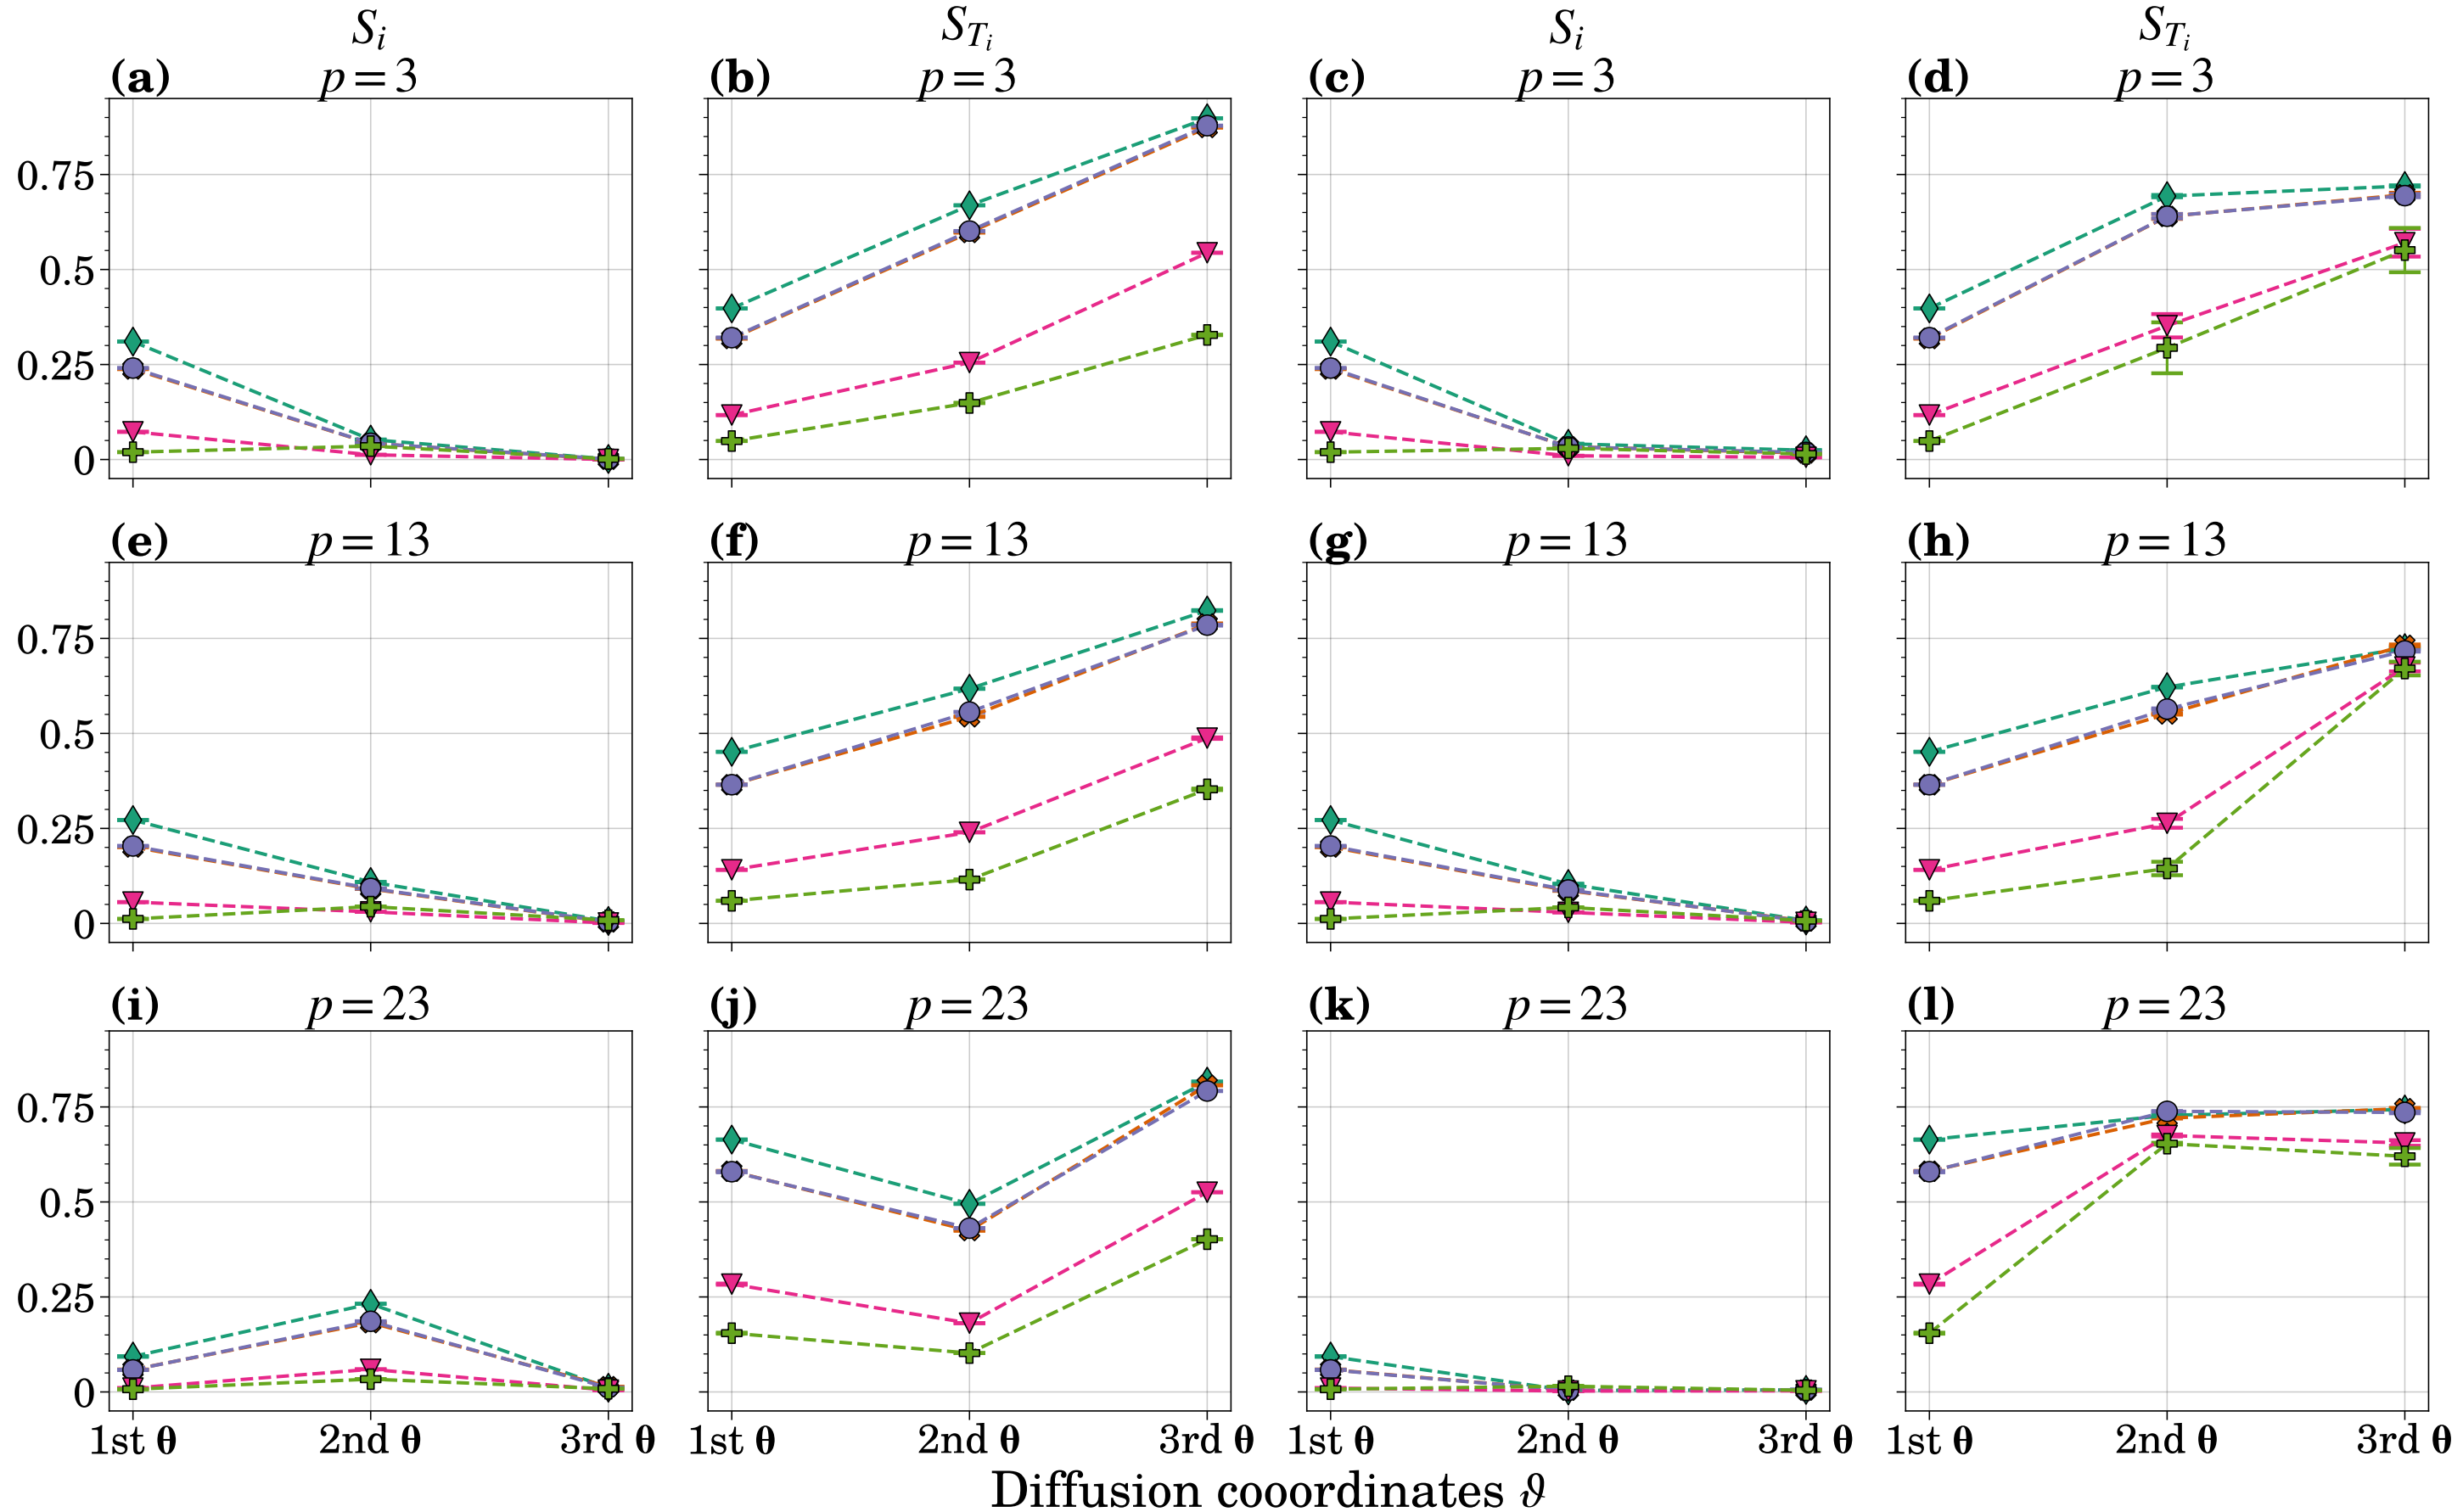 S_i S_{T_i} S_i S_{T_i}
(a) p = 3 (b) p = 3 (c) p = 3 (d) p = 3
0.75
0.5
0.25
0
(e) p = 13 (f) p = 13 (g) p = 13 (h) p = 13
0.75
0.5
0.25
0
(i) p = 23 (j) p = 23 (k) p = 23 (l) p = 23
0.75
0.5
0.25
0
1st θ 2nd θ 3rd θ 1st θ 2nd θ 3rd θ 1st θ 2nd θ 3rd θ 1st θ 2nd θ 3rd θ
Diffusion cooordinates ϑ